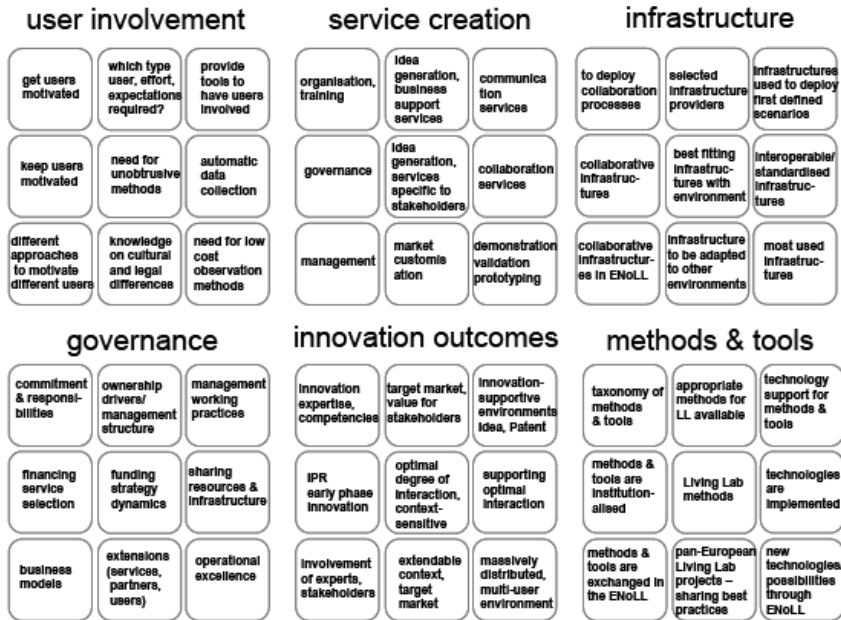 user involvement
get users
motivated
which type
user, effort,
expectations
required?
provide
tools to
have users
involved
keep users
motivated
need for
unobtrusive
methods
automatic
data
collection
different
approaches
to motivate
different users
knowledge
on cultural
and legal
differences
need for low
cost
observation
methods
service creation
organisation,
training
idea
generation,
business
support
services
communica
tion
services
governance
idea
generation,
services
specific to
stakeholders
collaboration
services
management
market
customis
ation
demonstration
validation
prototyping
infrastructure
to deploy
collaboration
processes
selected
infrastructure
providers
infrastructures
used to deploy
first defined
scenarios
collaborative
infrastruc-
tures
best fitting
infrastruc-
tures with
environment
interoperable/
standardised
infrastruc-
tures
collaborative
infrastructur-
es in ENoLL
infrastructure
to be adapted
to other
environments
most used
infrastruc-
tures
governance
commitment
& responsi-
bilities
ownership
drivers/
management
structure
management
working
practices
financing
service
selection
funding
strategy
dynamics
sharing
resources &
infrastructure
business
models
extensions
(services,
partners,
users)
operational
excellence
innovation outcomes
innovation
expertise,
competencies
target market,
value for
stakeholders
innovation-
supportive
environments
Idea, Patent
IPR
early phase
innovation
optimal
degree of
interaction,
context-
sensitive
supporting
optimal
interaction
involvement
of experts,
stakeholders
extendable
context,
target
market
massively
distributed,
multi-user
environment
methods & tools
taxonomy of
methods
& tools
appropriate
methods for
LL available
technology
support for
methods &
tools
methods &
tools are
institution-
alised
Living Lab
methods
technologies
are
implemented
methods &
tools are
exchanged in
the ENoLL
pan-European
Living Lab
projects –
sharing best
practices
new
technologies/
possibilities
through
ENoLL